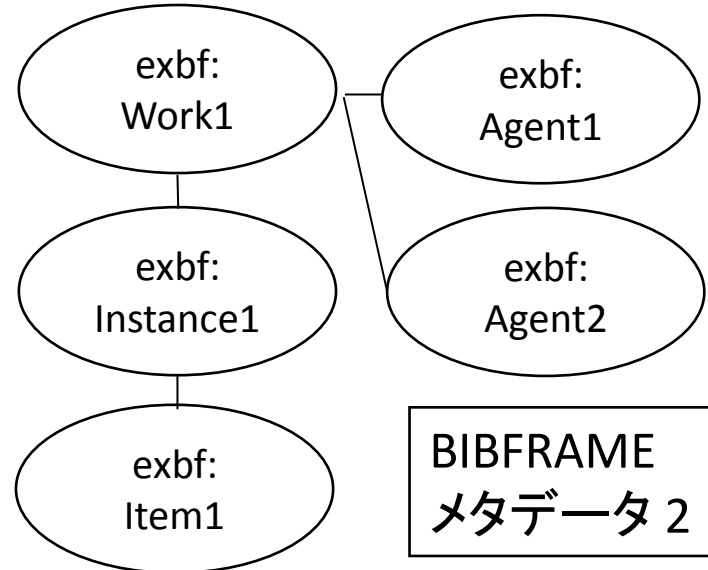 exbf:
Work1
exbf:
Agent1
exbf:
Instance1
exbf:
Agent2
exbf:
Item1
BIBFRAME
メタデータ 2